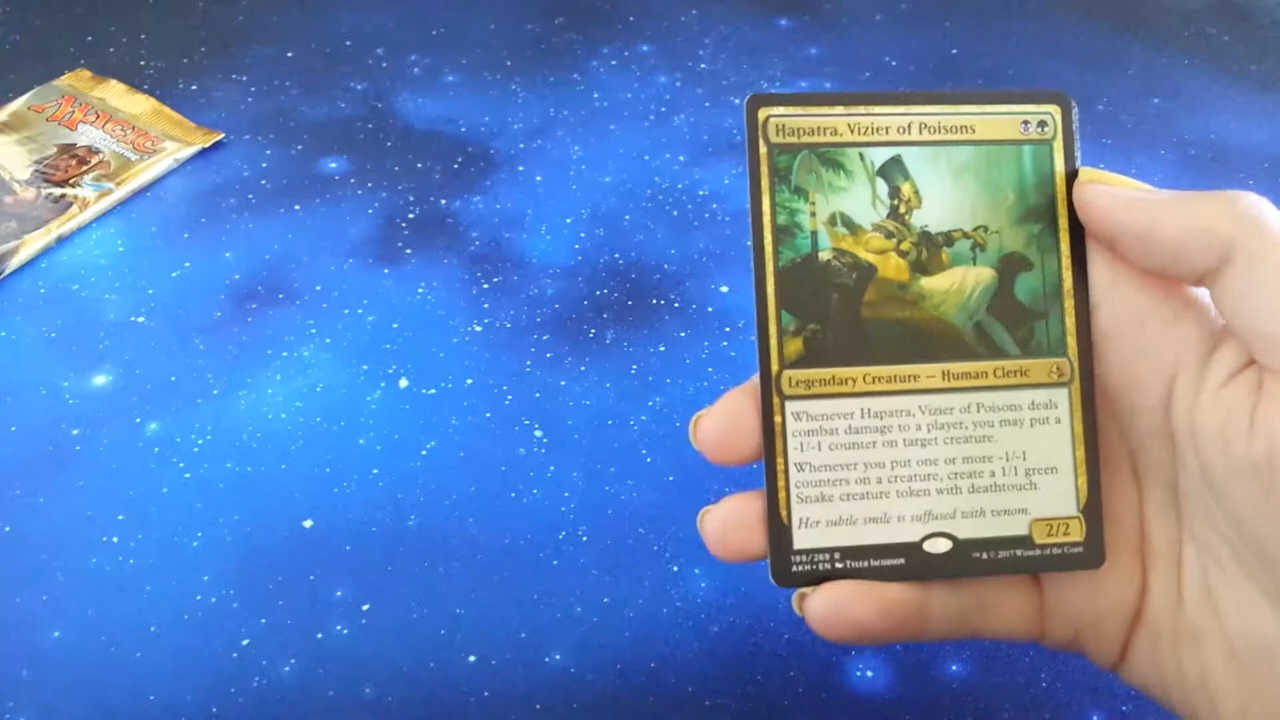 MAGIC
The Gathering
Hapatra, Vizier of Poisons
Legendary Creature — Human Cleric
Whenever Hapatra, Vizier of Poisons deals
combat damage to a player, you may put a
-1/-1 counter on target creature.
Whenever you put one or more -1/-1
counters on a creature, create a 1/1 green
Snake creature token with deathtouch.
Her subtle smile is suffused with venom.
2/2
199/269 R
AKH • EN Tyler Jacobson
™ & © 2017 Wizards of the Coast